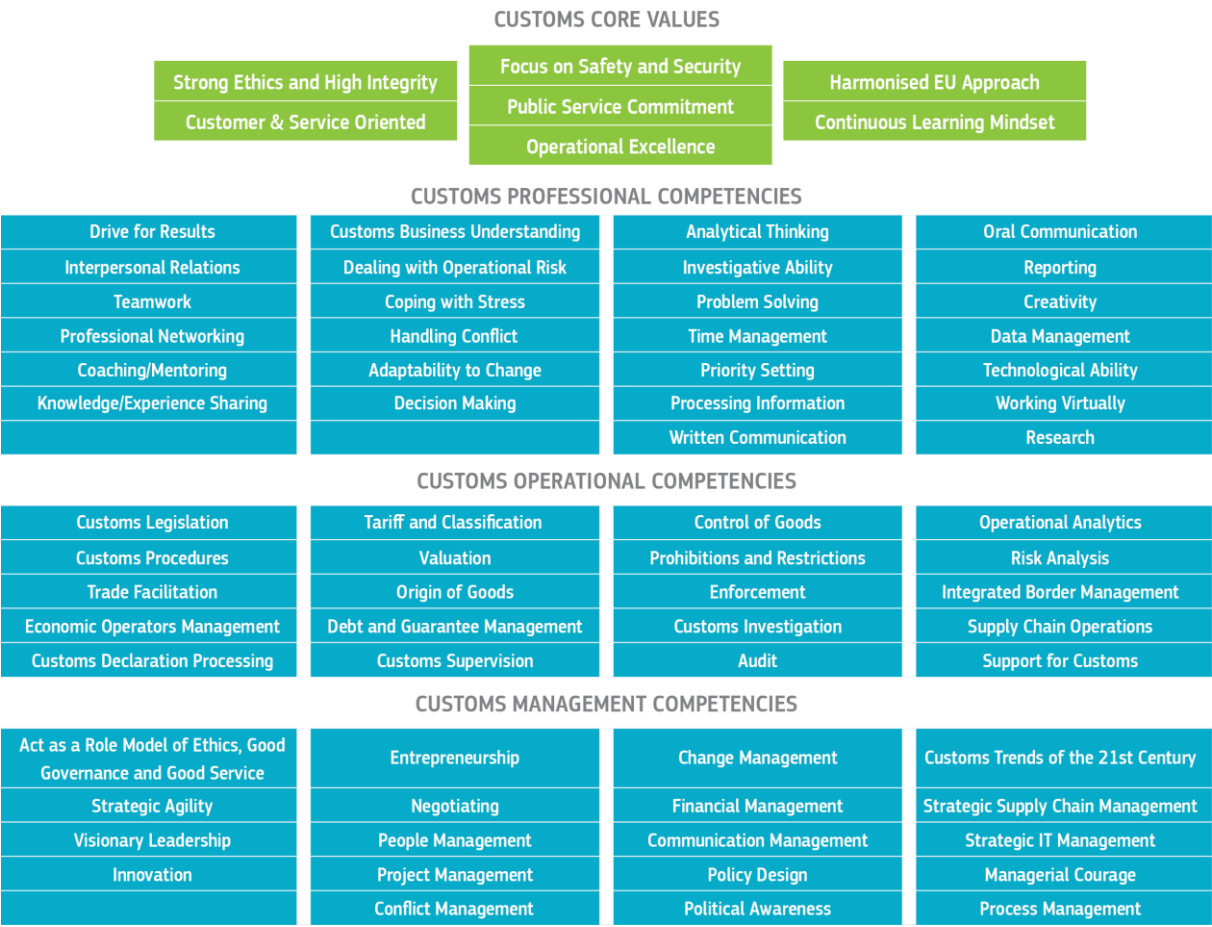 CUSTOMS CORE VALUES
Strong Ethics and High Integrity
Customer & Service Oriented
Focus on Safety and Security
Public Service Commitment
Operational Excellence
Harmonised EU Approach
Continuous Learning Mindset
CUSTOMS PROFESSIONAL COMPETENCIES
Drive for Results
Interpersonal Relations
Teamwork
Professional Networking
Coaching/Mentoring
Knowledge/Experience Sharing
Customs Business Understanding
Dealing with Operational Risk
Coping with Stress
Handling Conflict
Adaptability to Change
Decision Making
Analytical Thinking
Investigative Ability
Problem Solving
Time Management
Priority Setting
Processing Information
Written Communication
Oral Communication
Reporting
Creativity
Data Management
Technological Ability
Working Virtually
Research
CUSTOMS OPERATIONAL COMPETENCIES
Customs Legislation
Customs Procedures
Trade Facilitation
Economic Operators Management
Customs Declaration Processing
Tariff and Classification
Valuation
Origin of Goods
Debt and Guarantee Management
Customs Supervision
Control of Goods
Prohibitions and Restrictions
Enforcement
Customs Investigation
Audit
Operational Analytics
Risk Analysis
Integrated Border Management
Supply Chain Operations
Support for Customs
CUSTOMS MANAGEMENT COMPETENCIES
Act as a Role Model of Ethics, Good
Governance and Good Service
Strategic Agility
Visionary Leadership
Innovation
Entrepreneurship
Negotiating
People Management
Project Management
Conflict Management
Change Management
Financial Management
Communication Management
Policy Design
Political Awareness
Customs Trends of the 21st Century
Strategic Supply Chain Management
Strategic IT Management
Managerial Courage
Process Management